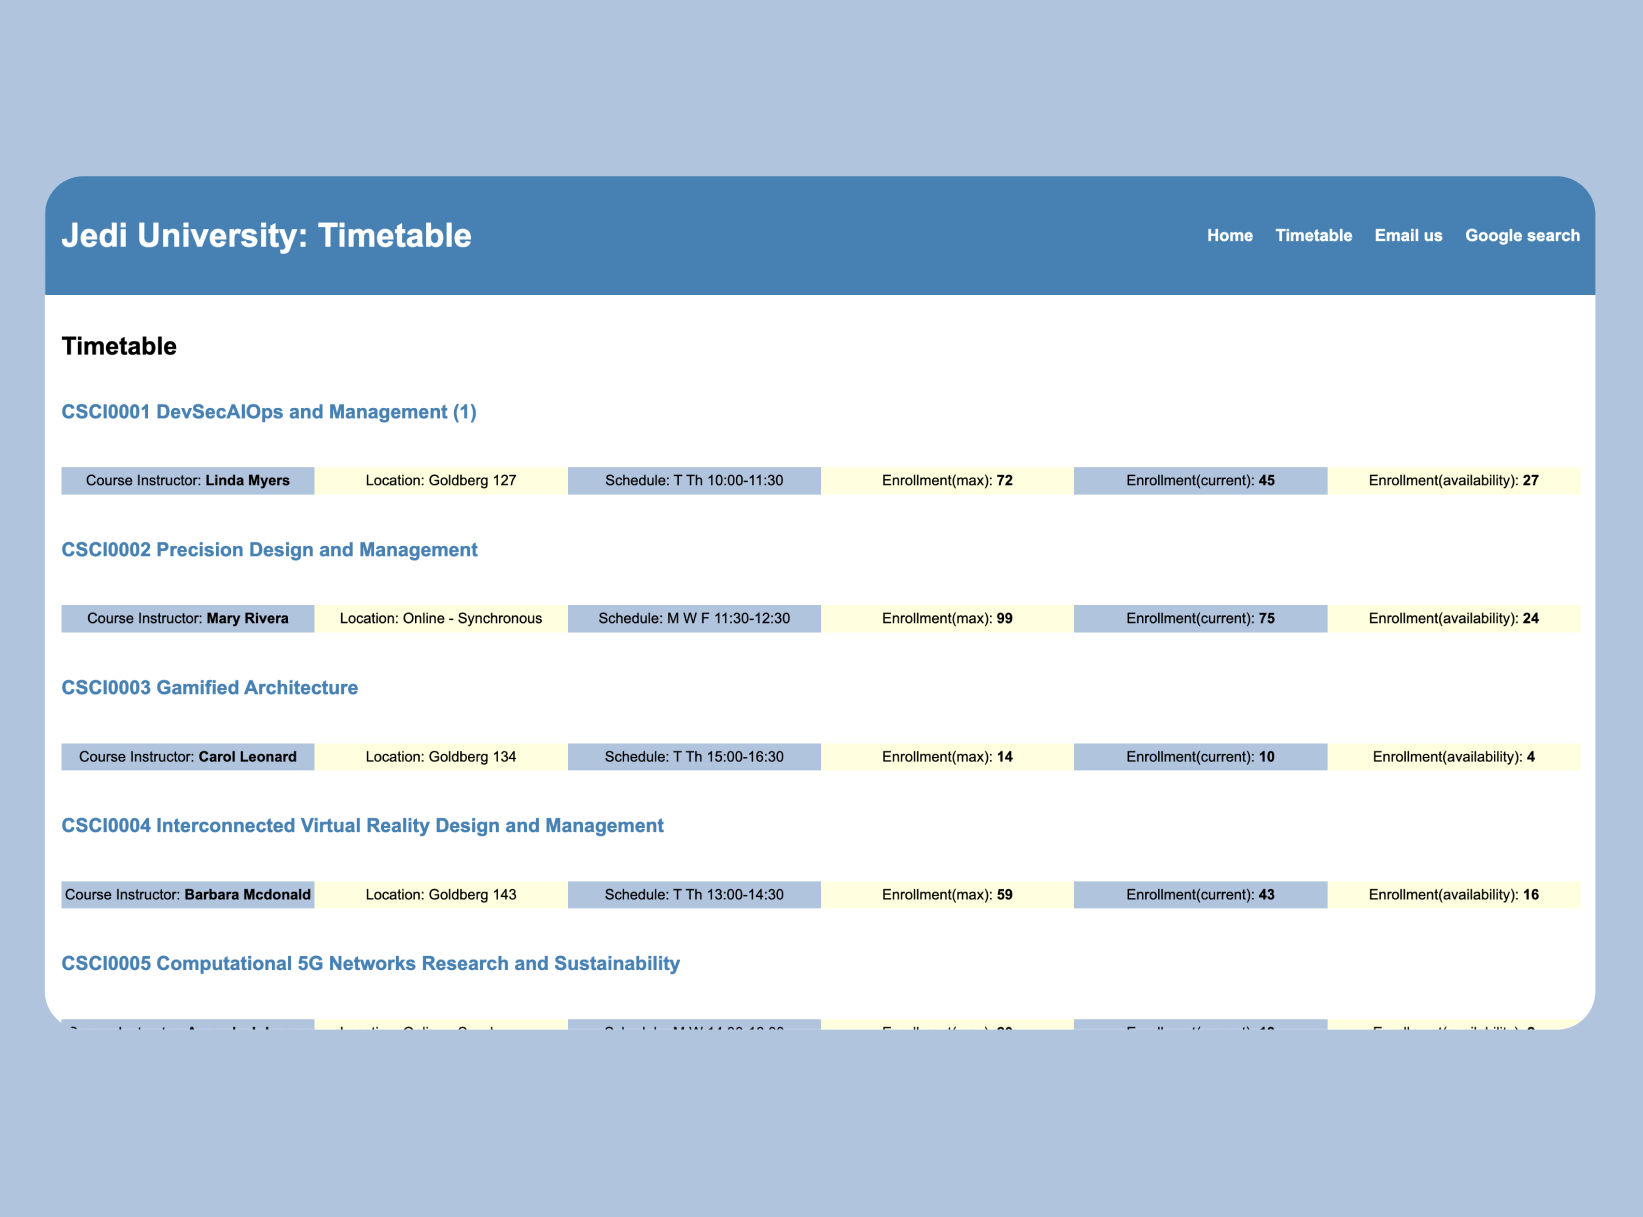 Jedi University: Timetable
Home Timetable Email us Google search
Timetable
CSCI0001 DevSecAIOps and Management (1)
Course Instructor: Linda Myers Location: Goldberg 127 Schedule: T Th 10:00-11:30 Enrollment(max): 72 Enrollment(current): 45 Enrollment(availability): 27
CSCI0002 Precision Design and Management
Course Instructor: Mary Rivera Location: Online - Synchronous Schedule: M W F 11:30-12:30 Enrollment(max): 99 Enrollment(current): 75 Enrollment(availability): 24
CSCI0003 Gamified Architecture
Course Instructor: Carol Leonard Location: Goldberg 134 Schedule: T Th 15:00-16:30 Enrollment(max): 14 Enrollment(current): 10 Enrollment(availability): 4
CSCI0004 Interconnected Virtual Reality Design and Management
Course Instructor: Barbara Mcdonald Location: Goldberg 143 Schedule: T Th 13:00-14:30 Enrollment(max): 59 Enrollment(current): 43 Enrollment(availability): 16
CSCI0005 Computational 5G Networks Research and Sustainability